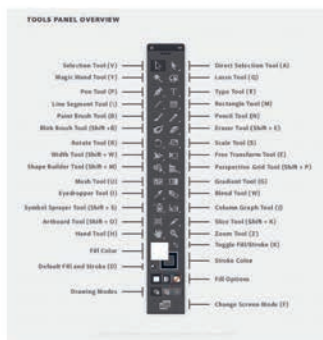 TOOLS PANEL OVERVIEW
Selection Tool (V)
Direct Selection Tool (A)
Magic Wand Tool (Y)
Lasso Tool (Q)
Pen Tool (P)
Type Tool (T)
Line Segment Tool (\)
Rectangle Tool (M)
Paint Brush Tool (B)
Pencil Tool (N)
Blob Brush Tool (Shift +B)
Eraser Tool (Shift + E)
Rotate Tool (R)
Scale Tool (S)
Width Tool (Shift + W)
Free Transform Tool (E)
Shape Builder Tool (Shift + M)
Perspective Grid Tool (Shift + P)
Mesh Tool (U)
Gradient Tool (G)
Eyedropper Tool (I)
Blend Tool (W)
Symbol Sprayer Tool (Shift + S)
Column Graph Tool (J)
Artboard Tool (Shift + O)
Slice Tool (Shift + K)
Hand Tool (H)
Zoom Tool (Z)
Toggle Fill/Stroke (X)
Fill Color
Stroke Color
Default Fill and Stroke (D)
Fill Options
Drawing Modes
Change Screen Mode (F)